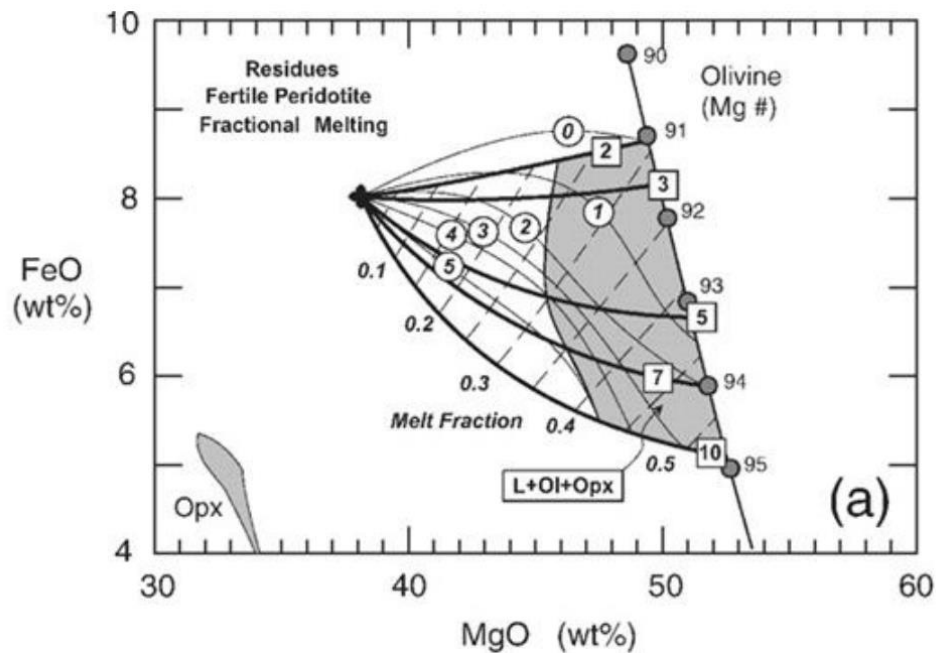 10
8
6
4
FeO
(wt%)
30
40
50
60
MgO (wt%)
Residues
Fertile Peridotite
Fractional Melting
Olivine
(Mg #)
90
91
92
93
94
95
0
1
2
3
4
5
2
3
5
7
10
0.1
0.2
0.3
0.4
0.5
Melt Fraction
L+Ol+Opx
Opx
(a)